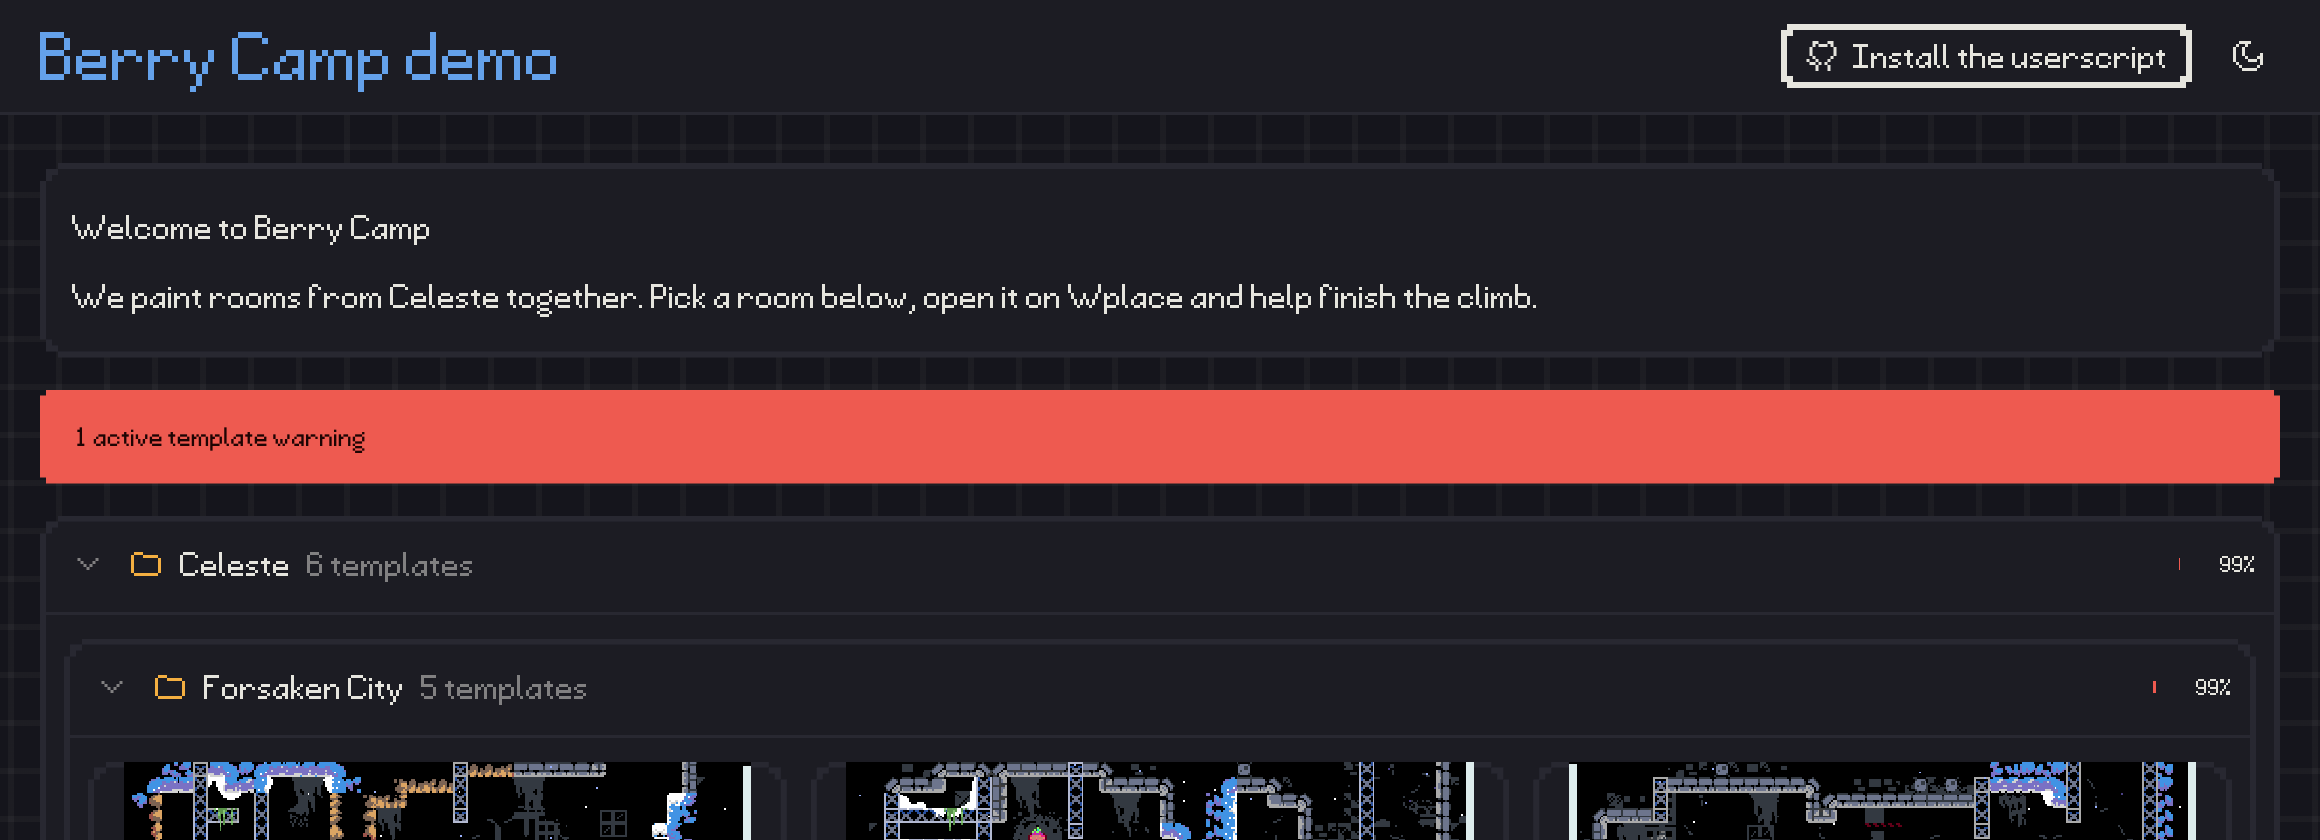 Berry Camp demo
Install the userscript
Welcome to Berry Camp
We paint rooms from Celeste together. Pick a room below, open it on Wplace and help finish the climb.
1 active template warning
Celeste 6 templates 99%
Forsaken City 5 templates 99%